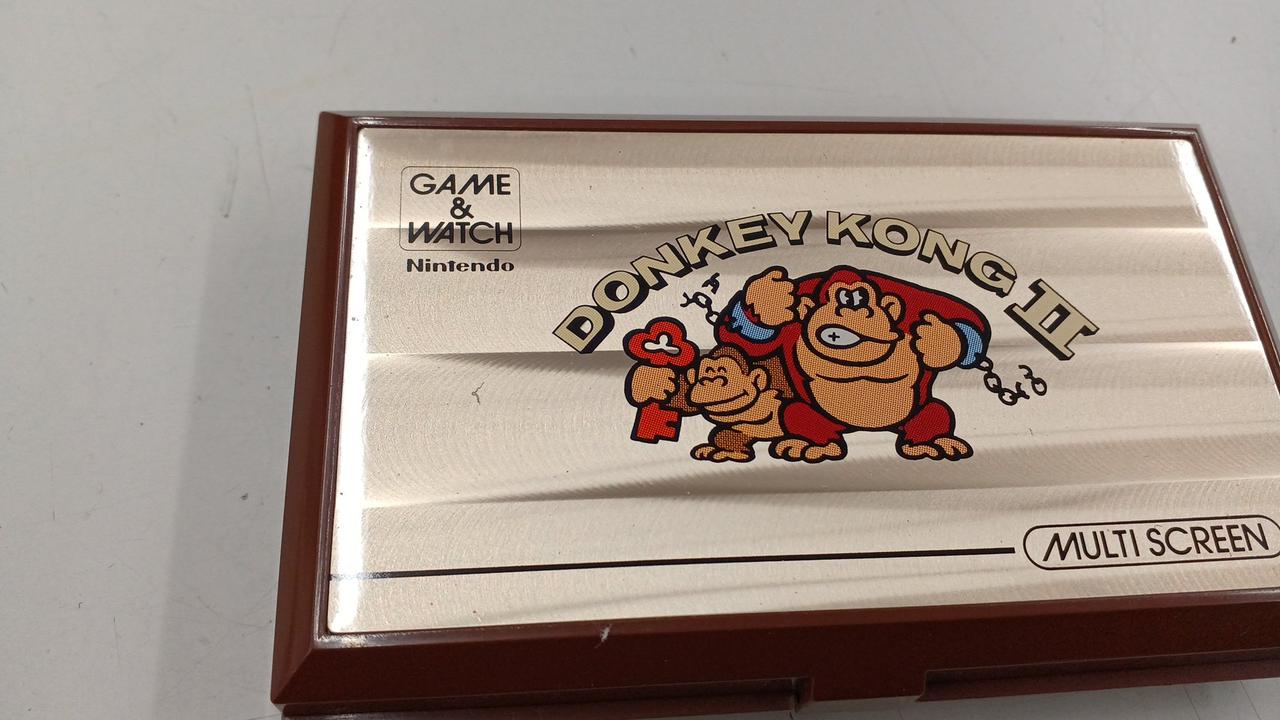 GAME
&
WATCH
Nintendo
DONKEY KONG II
MULTI SCREEN